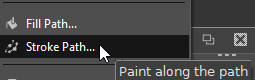 Fill Path...
Stroke Path...
Paint along the path